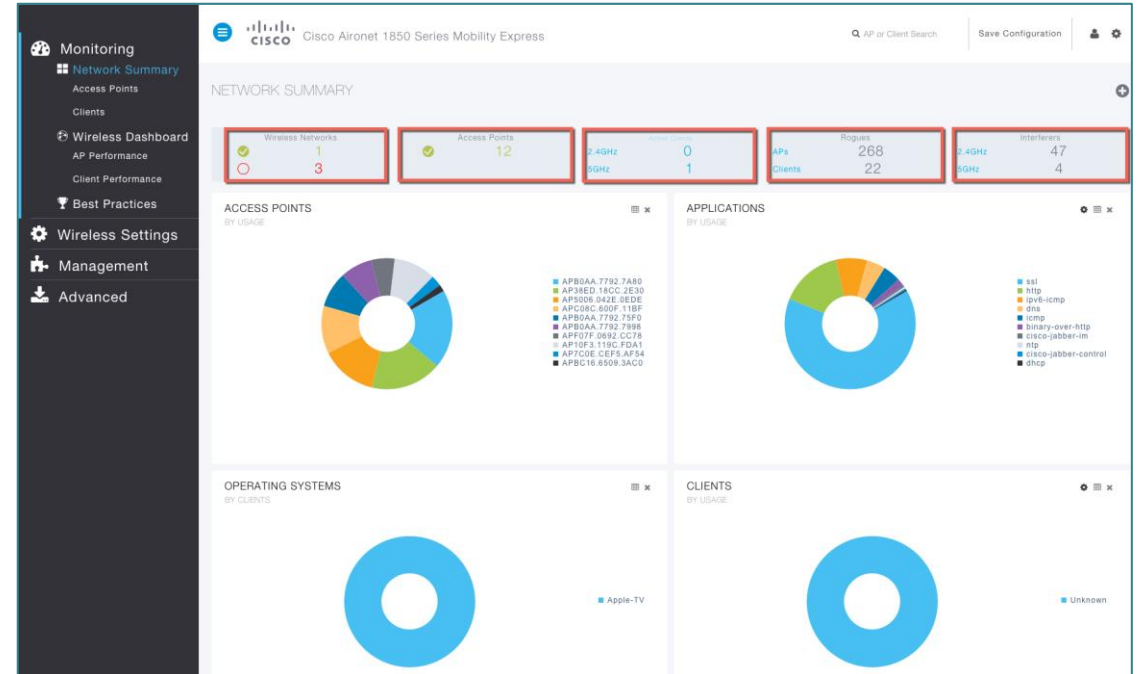 Monitoring
Network Summary
Access Points
Clients
Wireless Dashboard
AP Performance
Client Performance
Best Practices
Wireless Settings
Management
Advanced
CISCO
Cisco Aironet 1850 Series Mobility Express
AP or Client Search
Save Configuration
NETWORK SUMMARY
Wireless Networks
1
3
Access Points
12
Active Clients
2.4GHz 0
5GHz 1
Rogues
APs 268
Clients 22
Interferers
2.4GHz 47
5GHz 4
ACCESS POINTS
BY USAGE
APB0AA.7792.7A80
AP38ED.18CC.2E30
AP5006.042E.0EDE
APC08C.600F.11BF
APB0AA.7792.75F0
APB0AA.7792.7998
APF07F.0692.CC78
AP10F3.119C.FDA1
AP7C0E.CEF5.AF54
APBC16.6509.3AC0
APPLICATIONS
BY USAGE
ssl
http
ipv6-icmp
dns
icmp
binary-over-http
cisco-jabber-im
ntp
cisco-jabber-control
dhcp
OPERATING SYSTEMS
BY CLIENTS
Apple-TV
CLIENTS
BY USAGE
Unknown